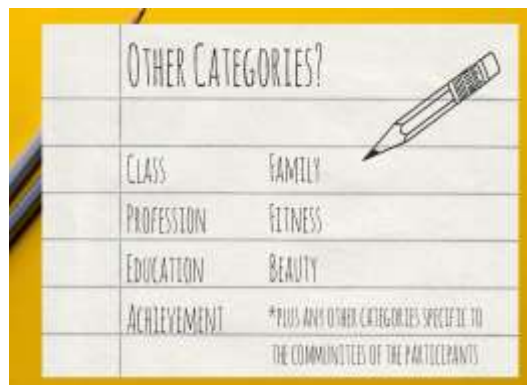 OTHER CATEGORIES?
CLASS
FAMILY
PROFESSION
FITNESS
EDUCATION
BEAUTY
ACHIEVEMENT
*PLUS ANY OTHER CATEGORIES SPECIFIC TO
THE COMMUNITIES OF THE PARTICIPANTS